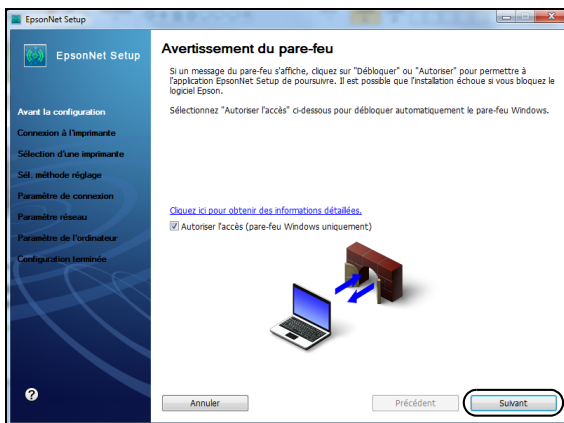 EpsonNet Setup
EpsonNet Setup
Avant la configuration
Connexion à l'imprimante
Sélection d'une imprimante
Sél. méthode réglage
Paramètre de connexion
Paramètre réseau
Paramètre de l'ordinateur
Configuration terminée
?
Avertissement du pare-feu
Si un message du pare-feu s'affiche, cliquez sur "Débloquer" ou "Autoriser" pour permettre à
l'application EpsonNet Setup de poursuivre. Il est possible que l'installation échoue si vous bloquez le
logiciel Epson.
Sélectionnez "Autoriser l'accès" ci-dessous pour débloquer automatiquement le pare-feu Windows.
Cliquez ici pour obtenir des informations détaillées.
Autoriser l'accès (pare-feu Windows uniquement)
Annuler
Précédent
Suivant